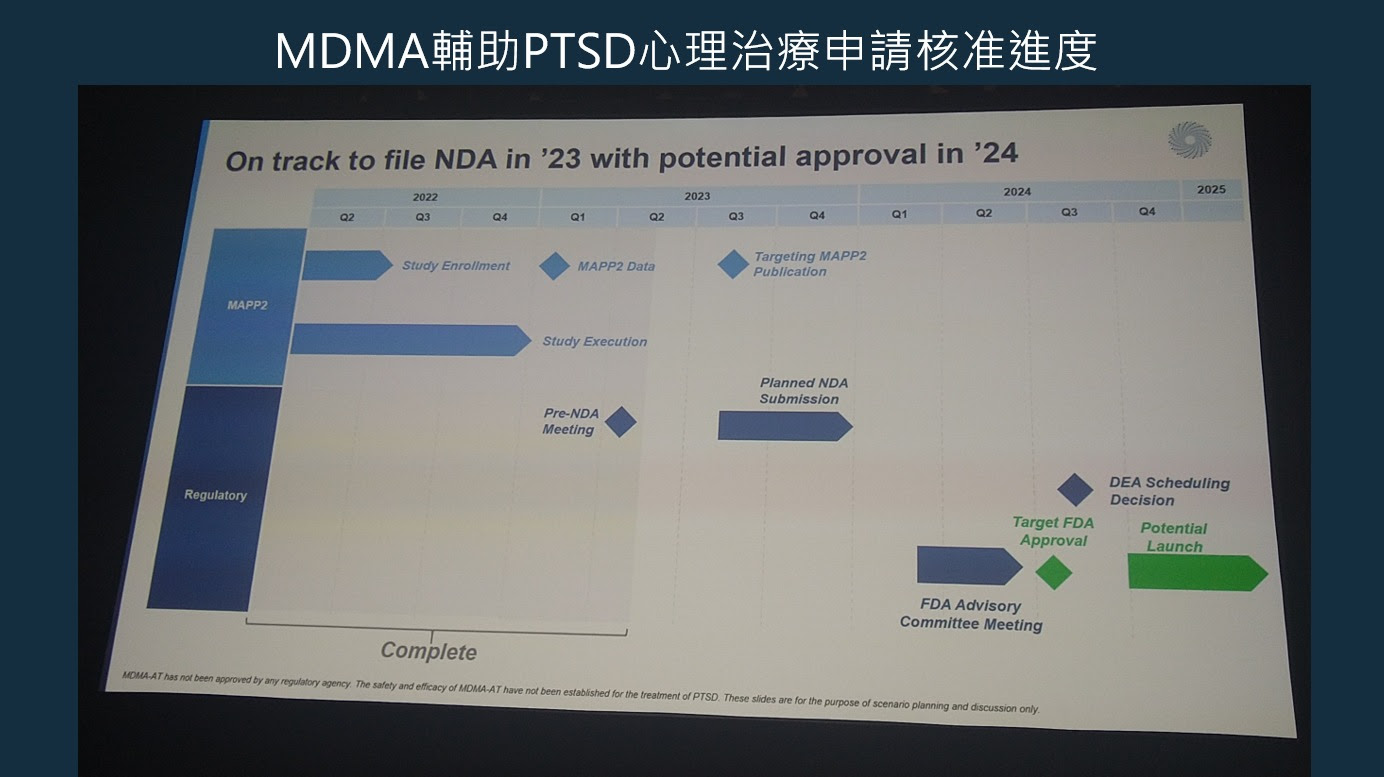 MDMA輔助PTSD心理治療申請核准進度
On track to file NDA in ’23 with potential approval in ’24
2022 2023 2024 2025
Q2 Q3 Q4 Q1 Q2 Q3 Q4 Q1 Q2 Q3 Q4
MAPP2
Study Enrollment
MAPP2 Data
Targeting MAPP2
Publication
Study Execution
Regulatory
Pre-NDA
Meeting
Planned NDA
Submission
DEA Scheduling
Decision
Target FDA
Approval
Potential
Launch
FDA Advisory
Committee Meeting
Complete
MDMA-AT has not been approved by any regulatory agency. The safety and efficacy of MDMA-AT have not been established for the treatment of PTSD. These slides are for the purpose of scenario planning and discussion only.